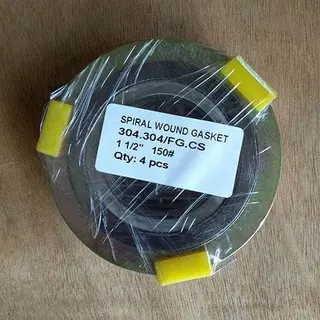 SPIRAL WOUND GASKET
304.304/FG.CS
1 1/2" 150#
Qty: 4 pcs